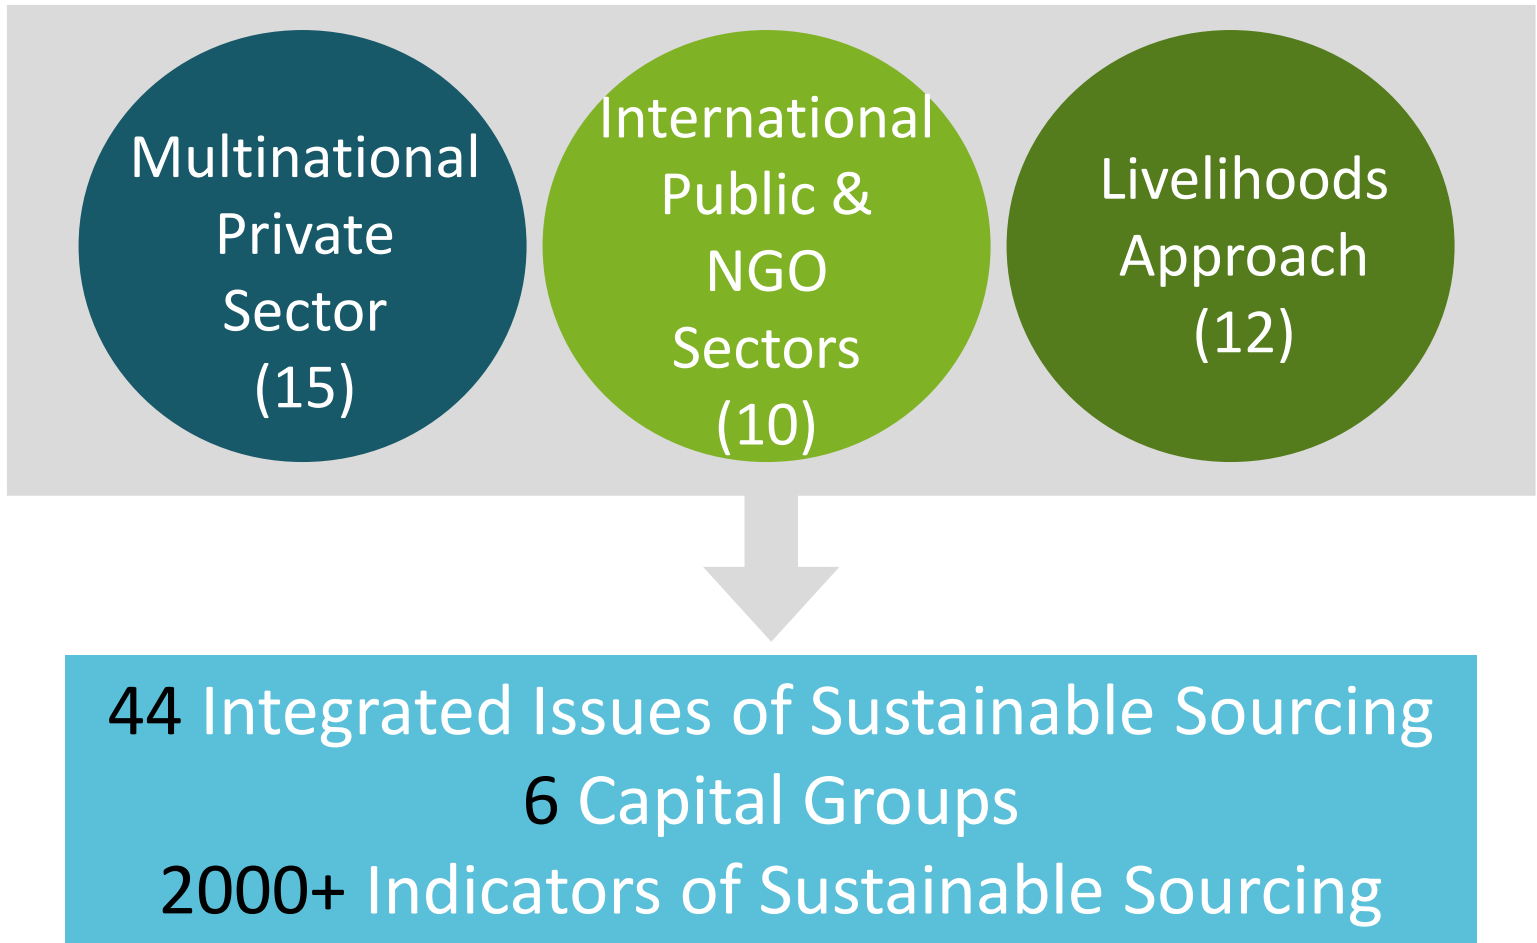 Multinational
Private
Sector
(15)
International
Public &
NGO
Sectors
(10)
Livelihoods
Approach
(12)
44 Integrated Issues of Sustainable Sourcing
6 Capital Groups
2000+ Indicators of Sustainable Sourcing